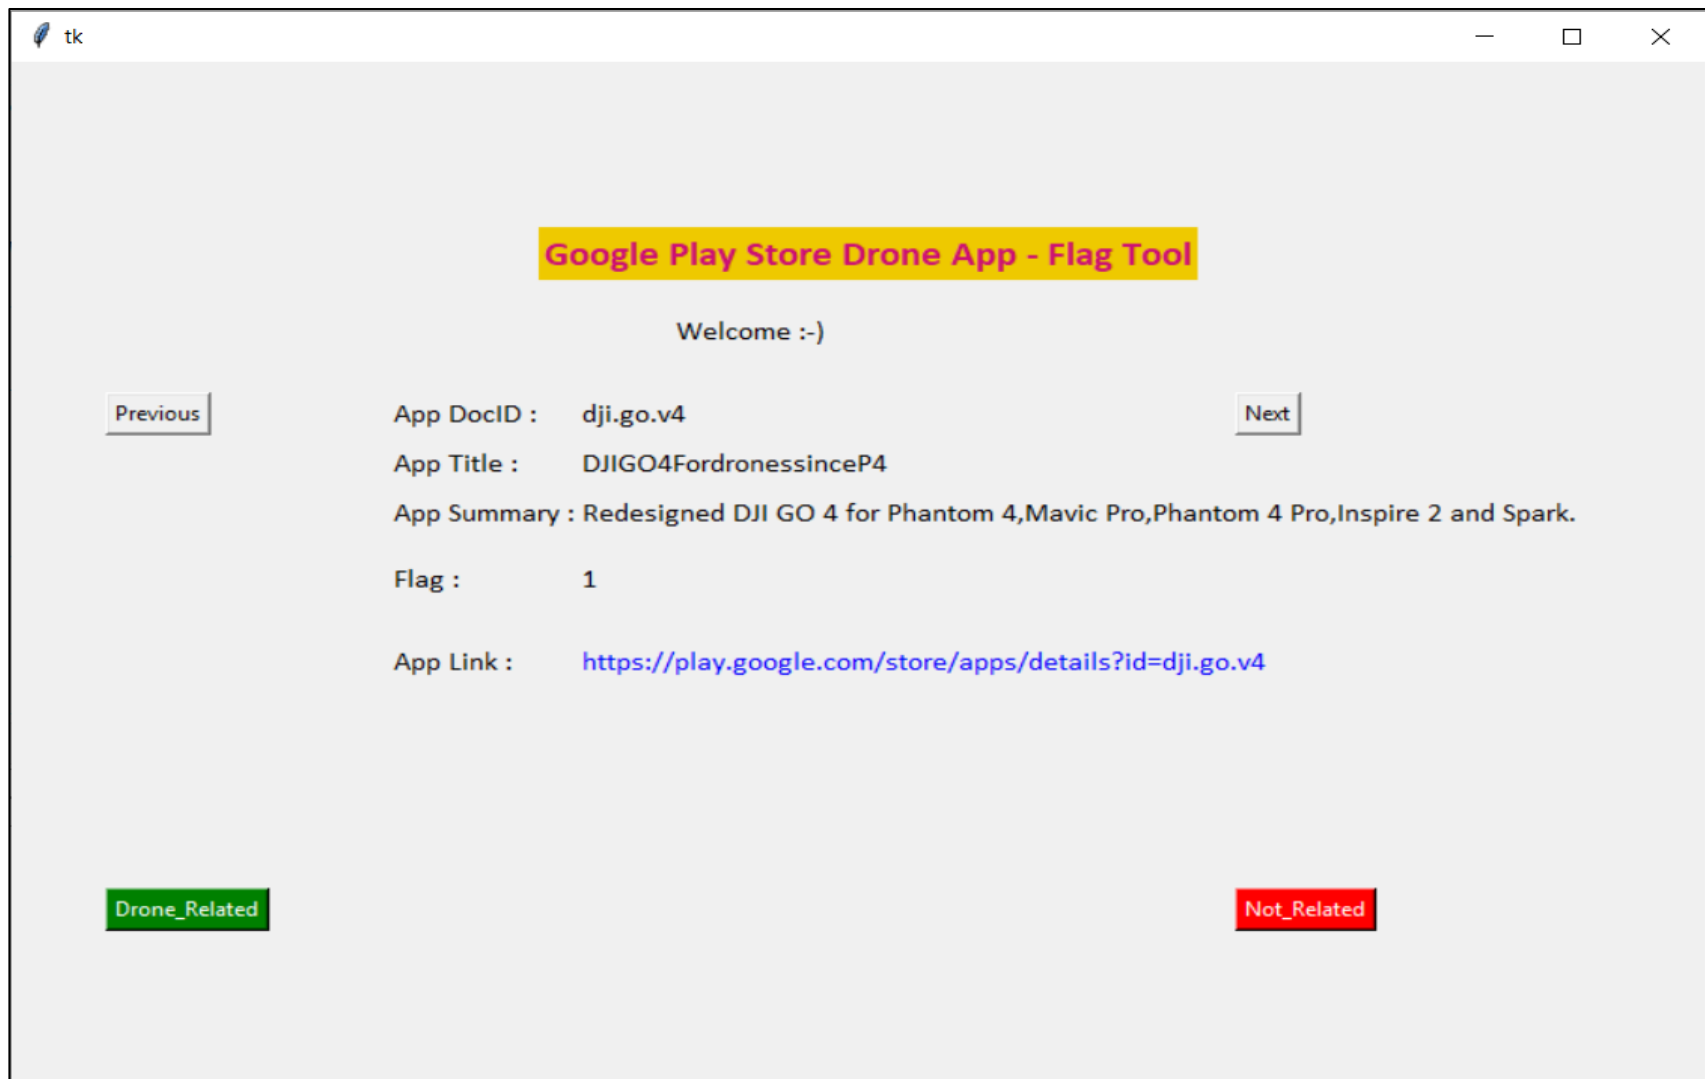 tk
Google Play Store Drone App - Flag Tool
Welcome :-)
Previous
App DocID : dji.go.v4
Next
App Title : DJIGO4FordronessinceP4
App Summary : Redesigned DJI GO 4 for Phantom 4,Mavic Pro,Phantom 4 Pro,Inspire 2 and Spark.
Flag : 1
App Link : https://play.google.com/store/apps/details?id=dji.go.v4
Drone_Related
Not_Related